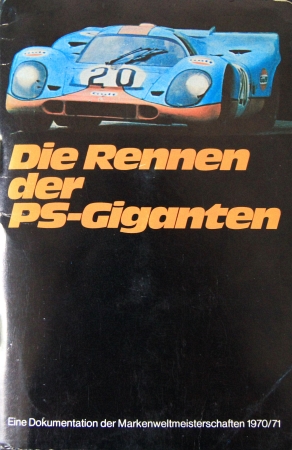 20
Die Rennen
der
PS-Giganten
Eine Dokumentation der Markenweltmeisterschaften 1970/71